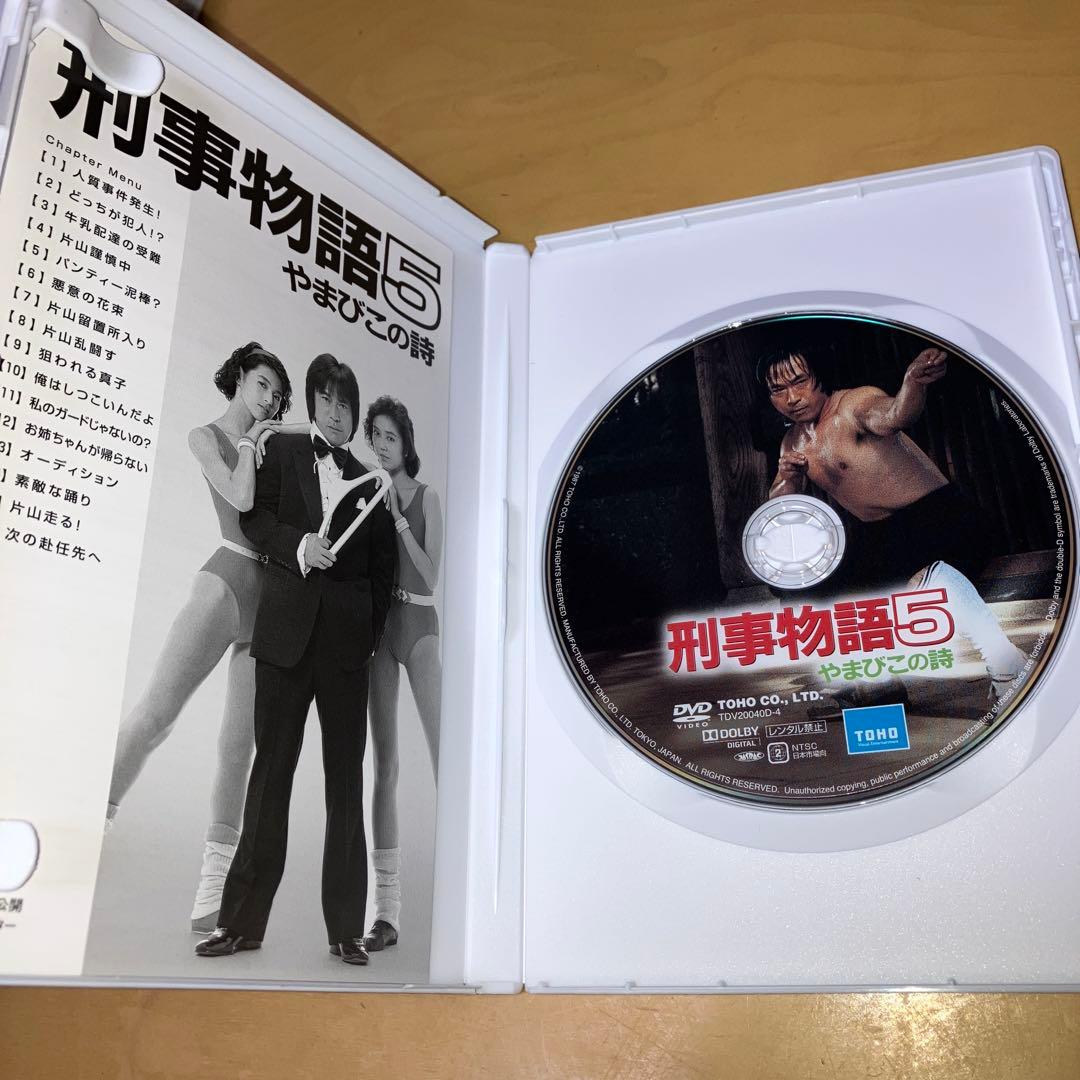 刑事物語5
やまびこの詩
Chapter Menu
【1】人質事件発生!
【2】どっちが犯人!?
【3】牛乳配達の受難
【4】片山謹慎中
【5】パンティー泥棒?
【6】悪意の花束
【7】片山留置所入り
【8】片山乱闘す
【9】狙われる真子
【10】俺はしつこいんだよ
11】私のガードじゃないの?
12】お姉ちゃんが帰らない
3】オーディション
】素敵な踊り
】片山走る!
次の赴任先へ
公開
刑事物語5
やまびこの詩
DVD VIDEO
TOHO CO., LTD.
TDV20040D-4
DOLBY DIGITAL
レンタル禁止
2
NTSC
日本市場向
TOHO
Visual Entertainment
©1987 TOHO CO.,LTD. ALL RIGHTS RESERVED. MANUFACTURED BY TOHO CO., LTD. TOKYO, JAPAN. ALL RIGHTS RESERVED. Unauthorized copying, public performance and broadcasting of these discs are forbidden. Dolby and the double-D symbol are trademarks of Dolby Laboratories.